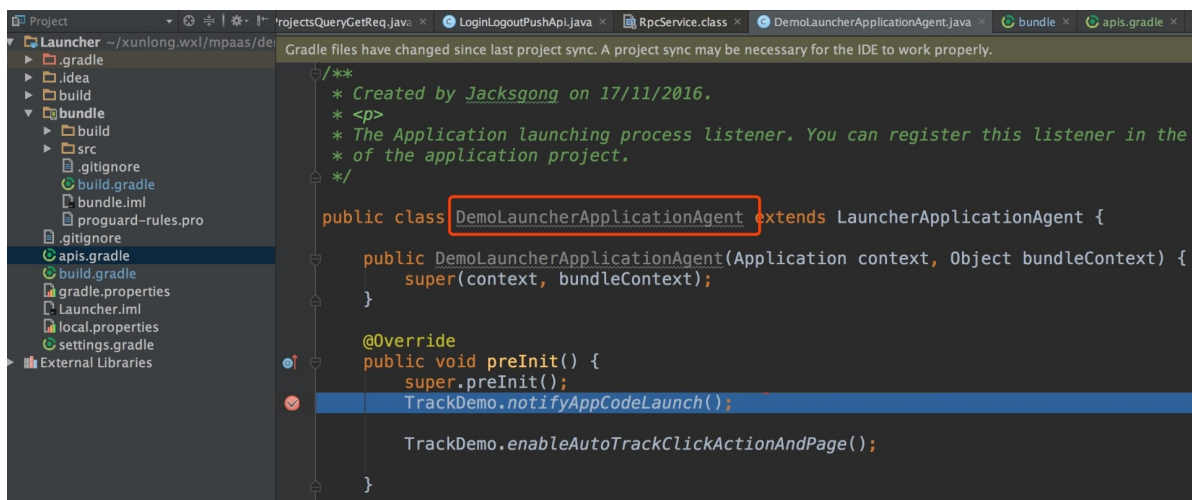 Project
rojectsQueryGetReq.java
LoginLogoutPushApi.java
RpcService.class
DemoLauncherApplicationAgent.java
bundle
apis.gradle
Launcher ~/xunlong.wxl/mpaas/de
.gradle
.idea
build
bundle
build
src
.gitignore
build.gradle
bundle.iml
proguard-rules.pro
.gitignore
apis.gradle
build.gradle
gradle.properties
Launcher.iml
local.properties
settings.gradle
External Libraries
Gradle files have changed since last project sync. A project sync may be necessary for the IDE to work properly.
/**
* Created by Jacksgong on 17/11/2016.
* <p>
* The Application launching process listener. You can register this listener in the
* of the application project.
*/
public class DemoLauncherApplicationAgent extends LauncherApplicationAgent {
public DemoLauncherApplicationAgent(Application context, Object bundleContext) {
super(context, bundleContext);
}
@Override
public void preInit() {
super.preInit();
TrackDemo.notifyAppCodeLaunch();
TrackDemo.enableAutoTrackClickActionAndPage();
}